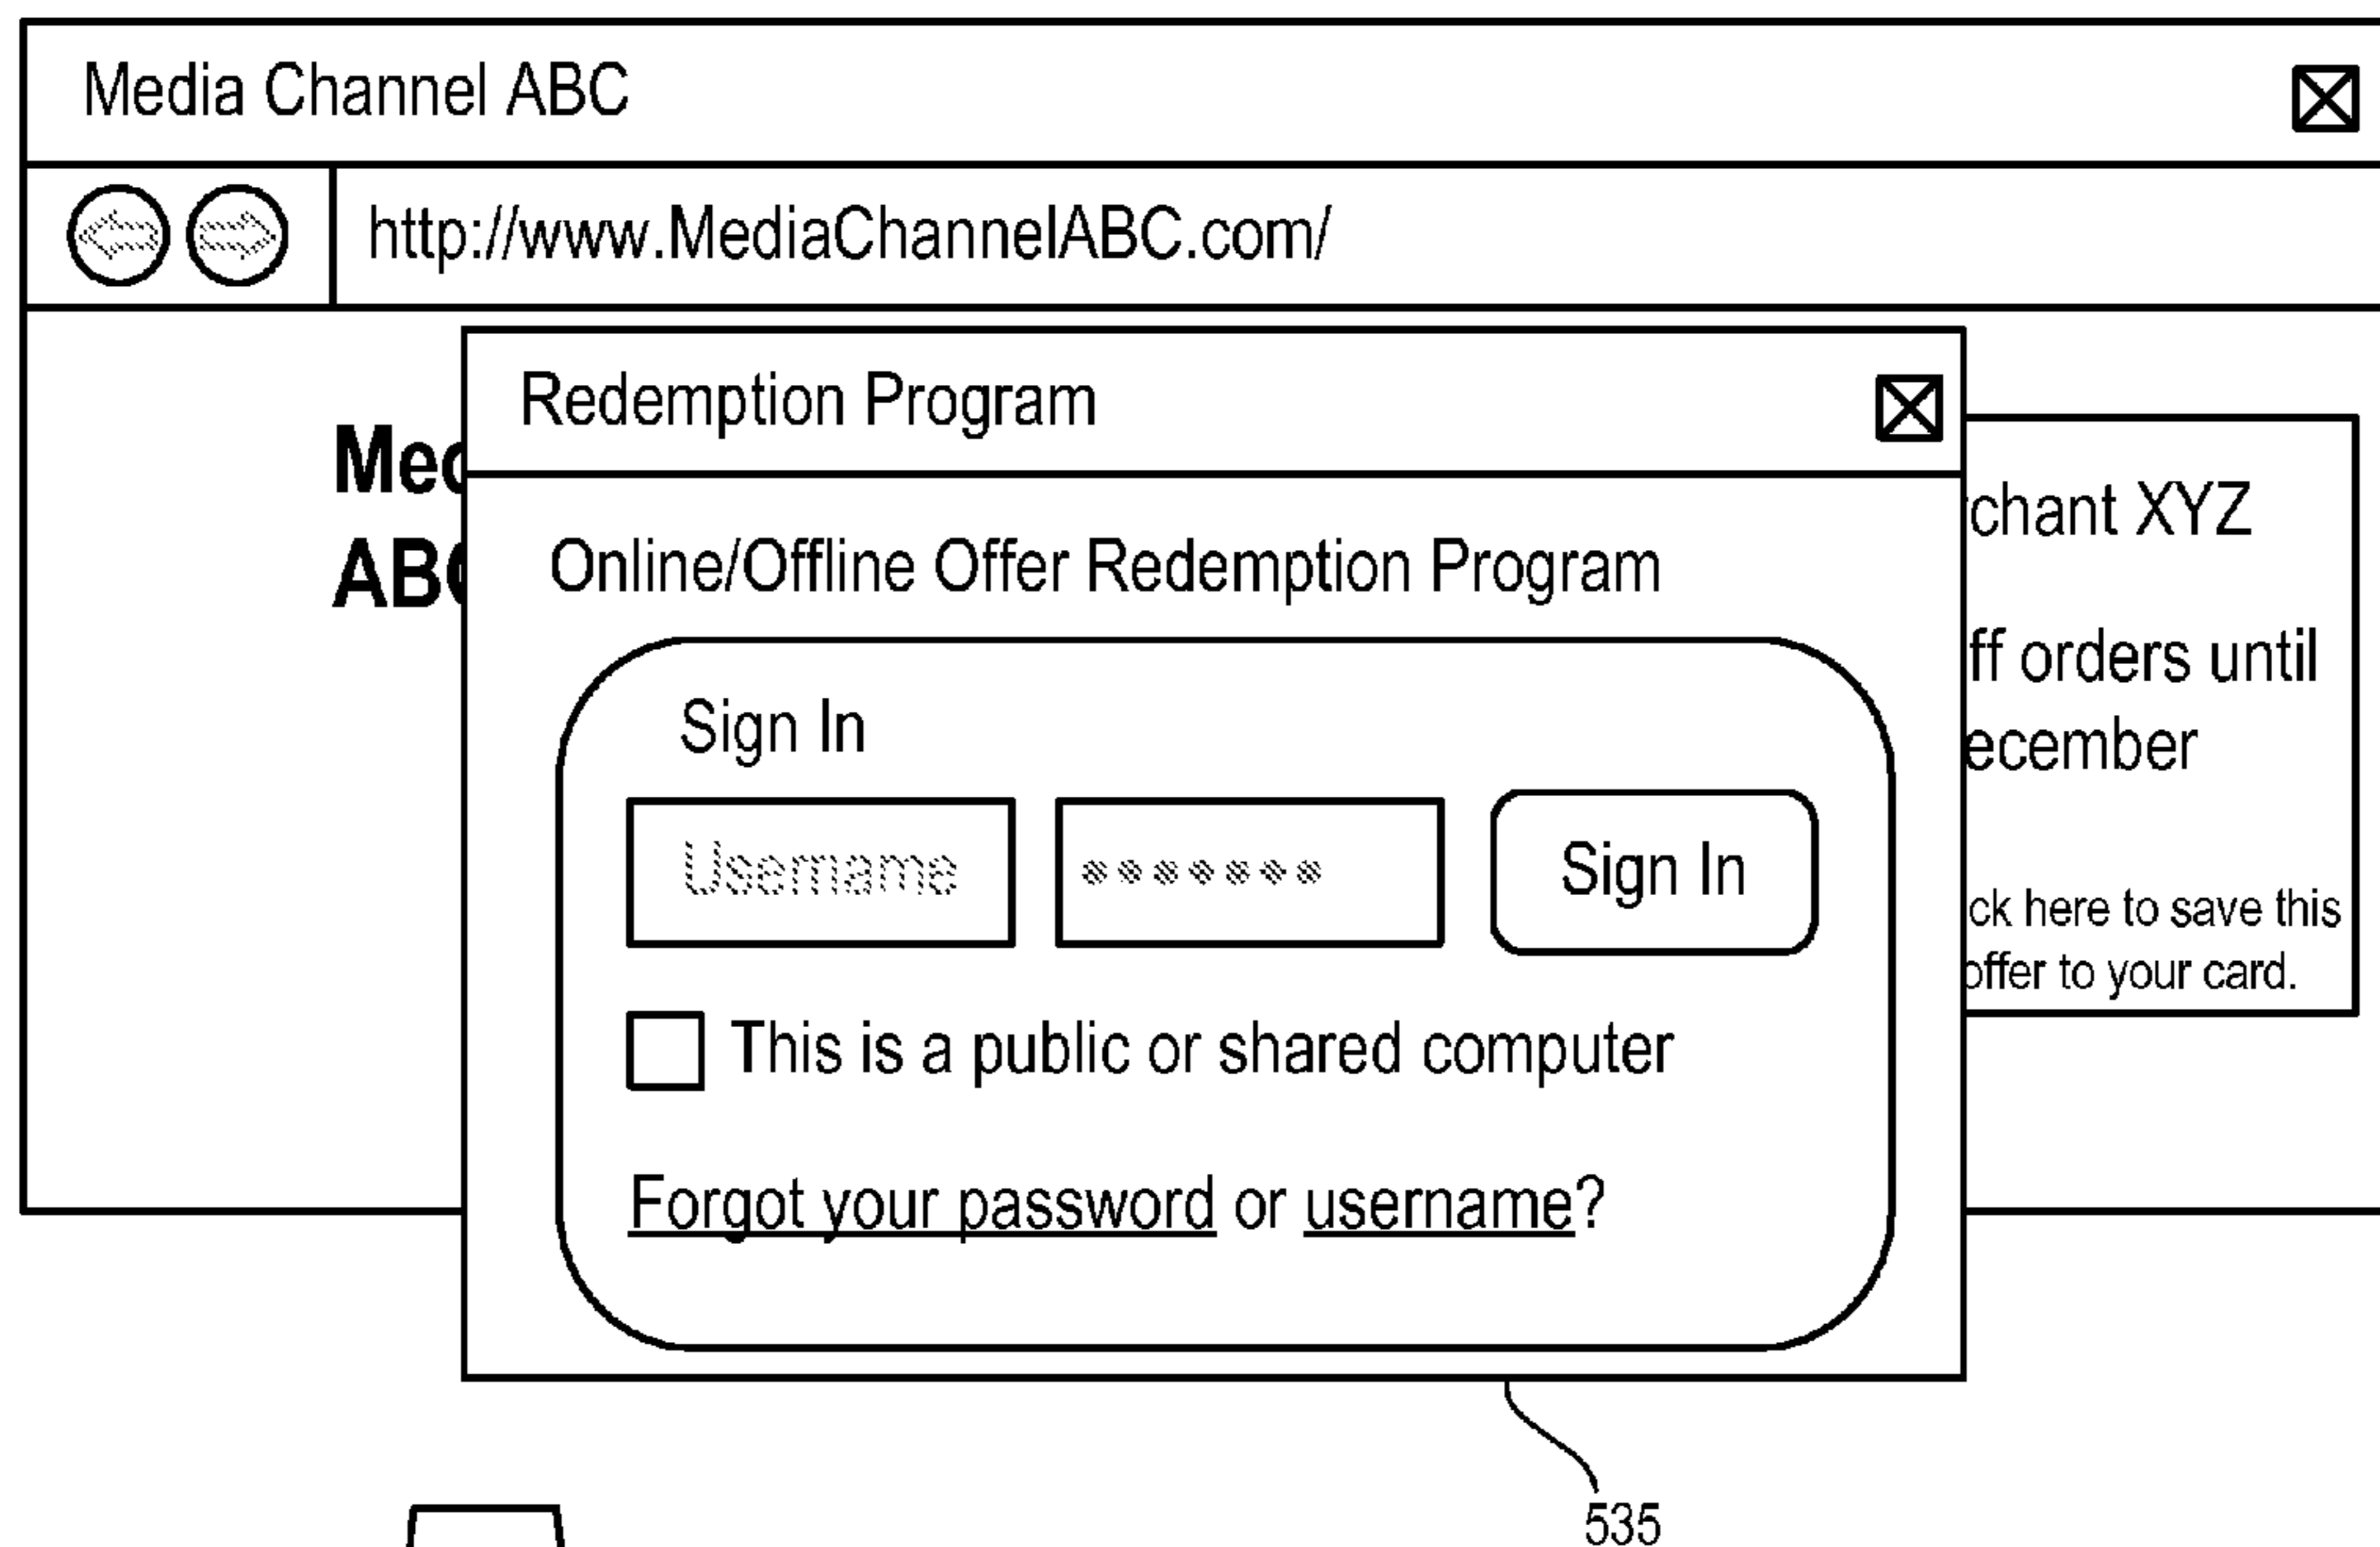 Media Channel ABC
http://www.MediaChannelABC.com/
Redemption Program
Med
ABC
Online/Offline Offer Redemption Program
Sign In
Username ●●●●●●● Sign In
This is a public or shared computer
Forgot your password or username?
chant XYZ
ff orders until
ecember
ck here to save this
offer to your card.
535